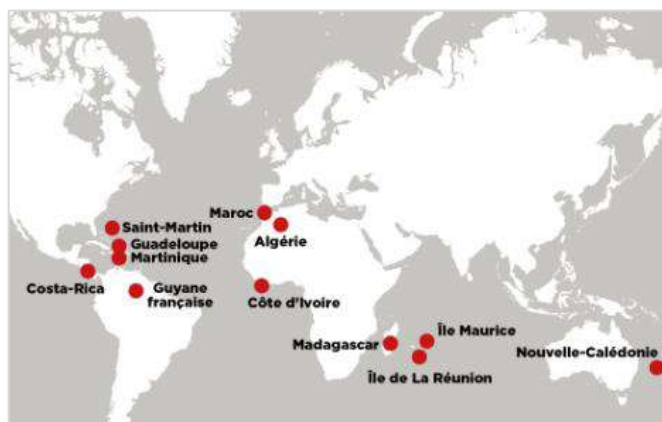 Maroc
Saint-Martin
Guadeloupe
Martinique
Algérie
Costa-Rica
Guyane
française
Côte d'Ivoire
Île Maurice
Madagascar
Nouvelle-Calédonie
Île de La Réunion